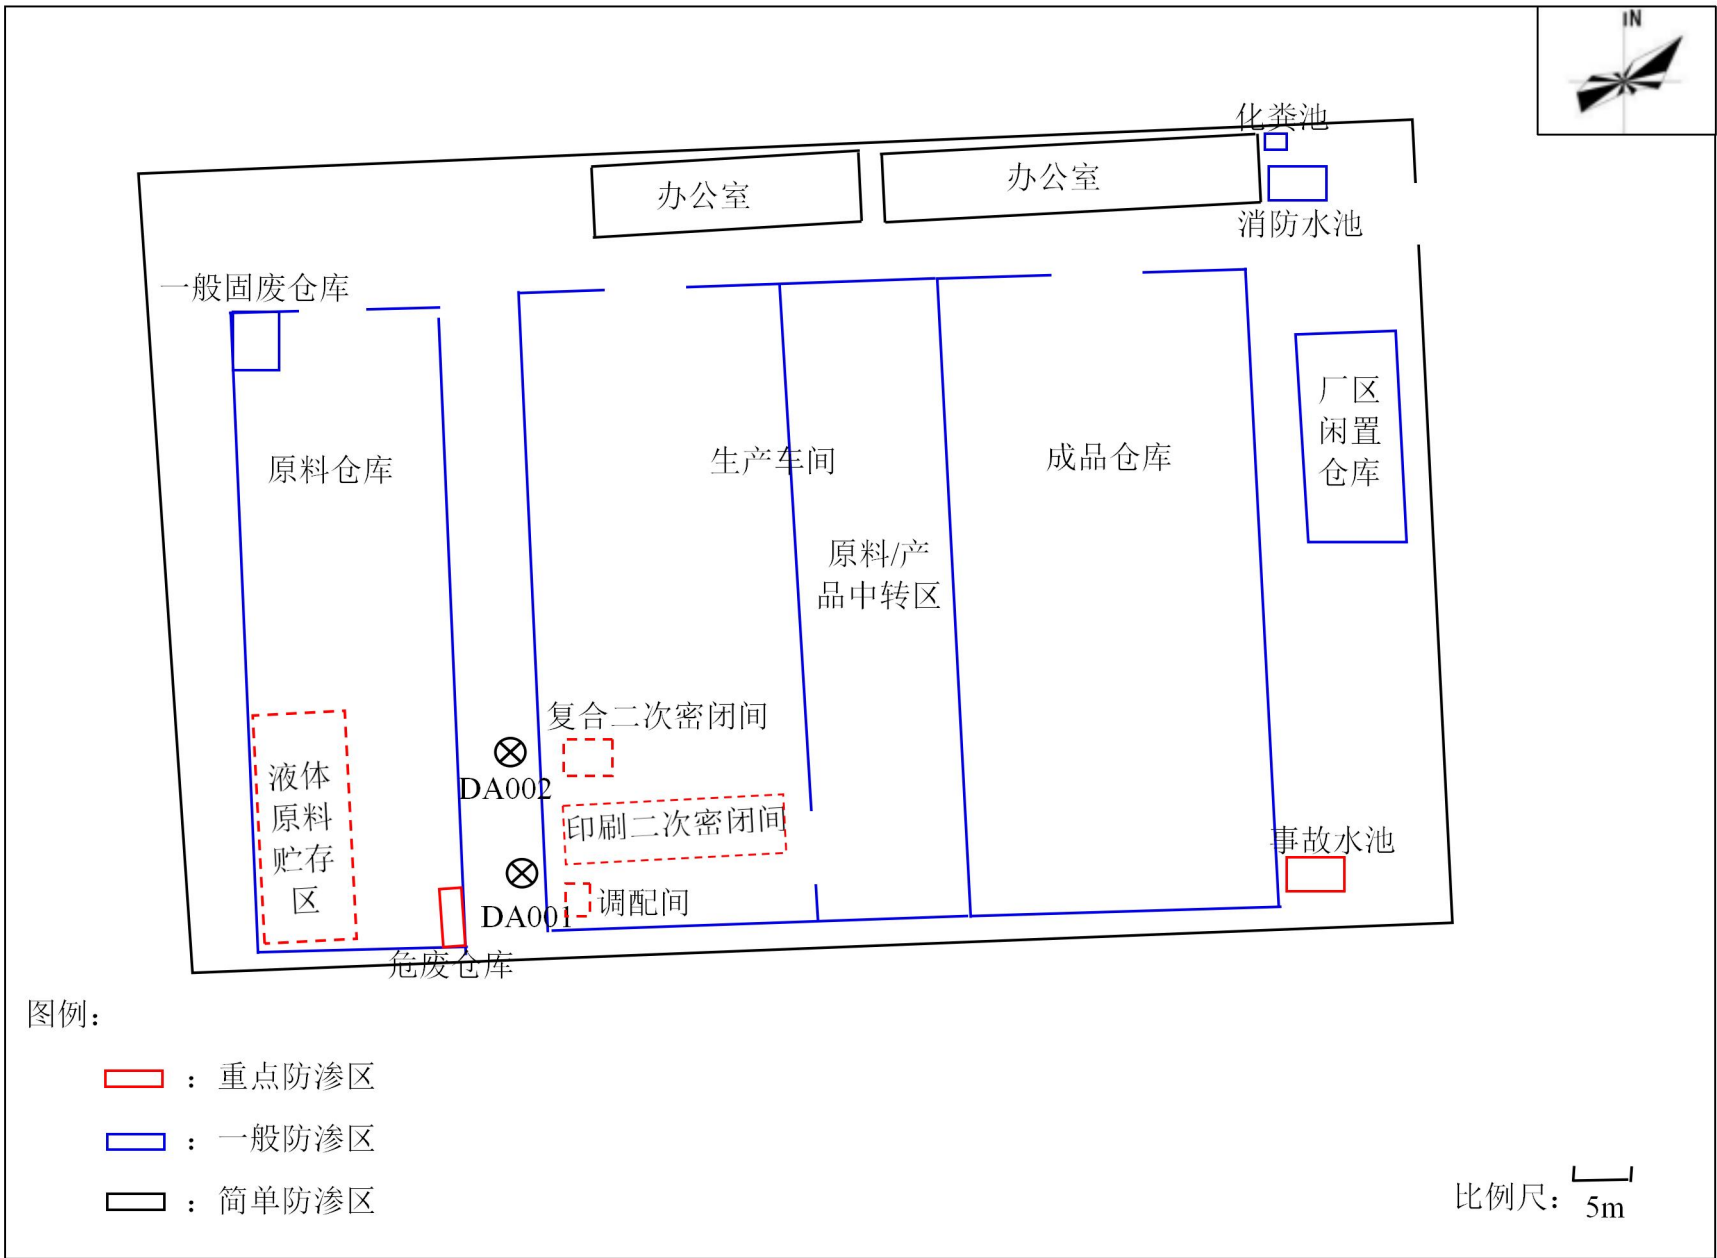 N
化粪池
办公室
办公室
消防水池
一般固废仓库
厂区
闲置
仓库
原料仓库
生产车间
成品仓库
原料/产
品中转区
复合二次密闭间
液体
原料
贮存
区
DA002
印刷二次密闭间
事故水池
DA001
调配间
危废仓库
图例：
：重点防渗区
：一般防渗区
：简单防渗区
比例尺：
5m